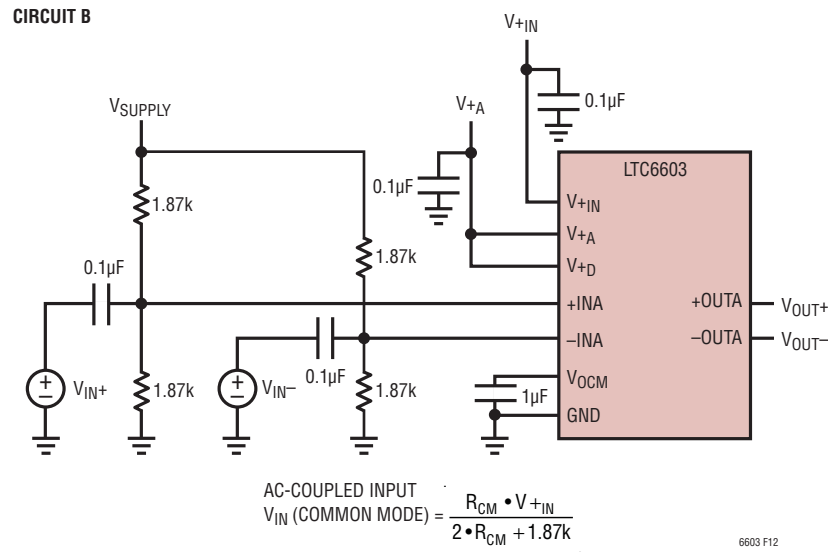 CIRCUIT B
V+IN
0.1µF
V+A
VSUPPLY
0.1µF
LTC6603
1.87k
V+IN
V+A
1.87k
V+D
0.1µF
+INA
+OUTA
VOUT+
–INA
–OUTA
VOUT–
VIN+
1.87k
VIN–
0.1µF
1.87k
1µF
VOCM
GND
AC-COUPLED INPUT
VIN (COMMON MODE) = RCM • V+IN
2•RCM + 1.87k
6603 F12